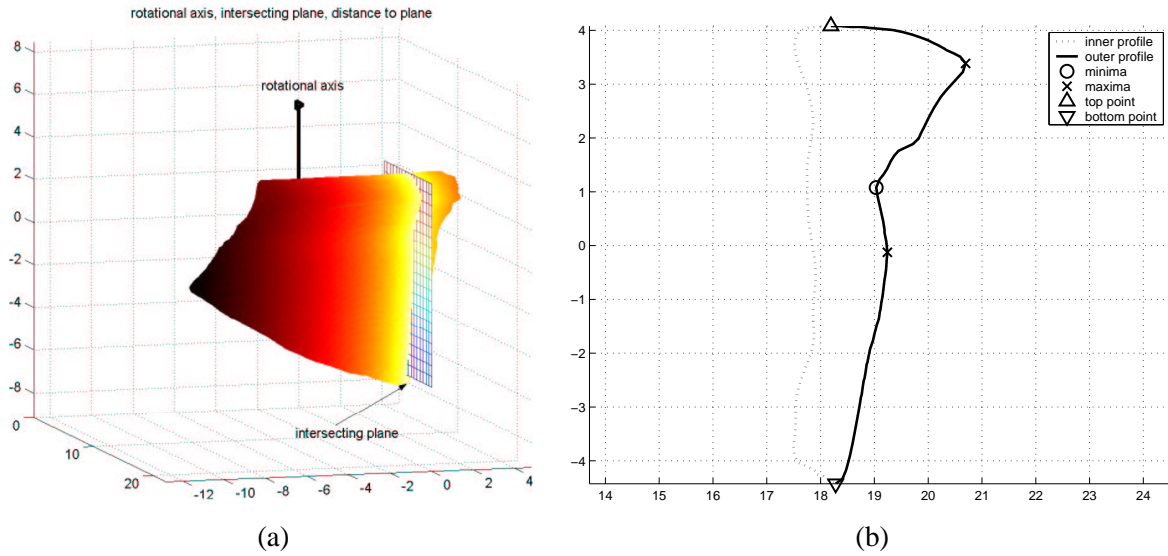 rotational axis, intersecting plane, distance to plane
8
6
4
2
0
-2
-4
-6
-8
0
10
20
-12 -10 -8 -6 -4 -2 0 2 4
rotational axis
intersecting plane
(a)
4
3
2
1
0
−1
−2
−3
−4
14 15 16 17 18 19 20 21 22 23 24
inner profile
outer profile
minima
maxima
top point
bottom point
(b)